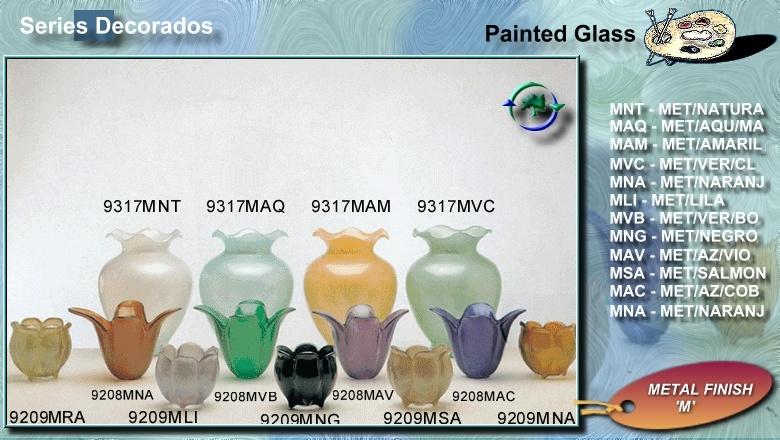 Series Decorados
Painted Glass
9317MNT 9317MAQ 9317MAM 9317MVC
9208MNA 9208MVB 9208MAV 9208MAC
9209MRA 9209MLI 9209MNG 9209MSA 9209MNA
MNT - MET/NATURA
MAQ - MET/AQU/MA
MAM - MET/AMARIL
MVC - MET/VER/CL
MNA - MET/NARANJ
MLI - MET/LILA
MVB - MET/VER/BO
MNG - MET/NEGRO
MAV - MET/AZ/VIO
MSA - MET/SALMON
MAC - MET/AZ/COB
MNA - MET/NARANJ
METAL FINISH
'M'